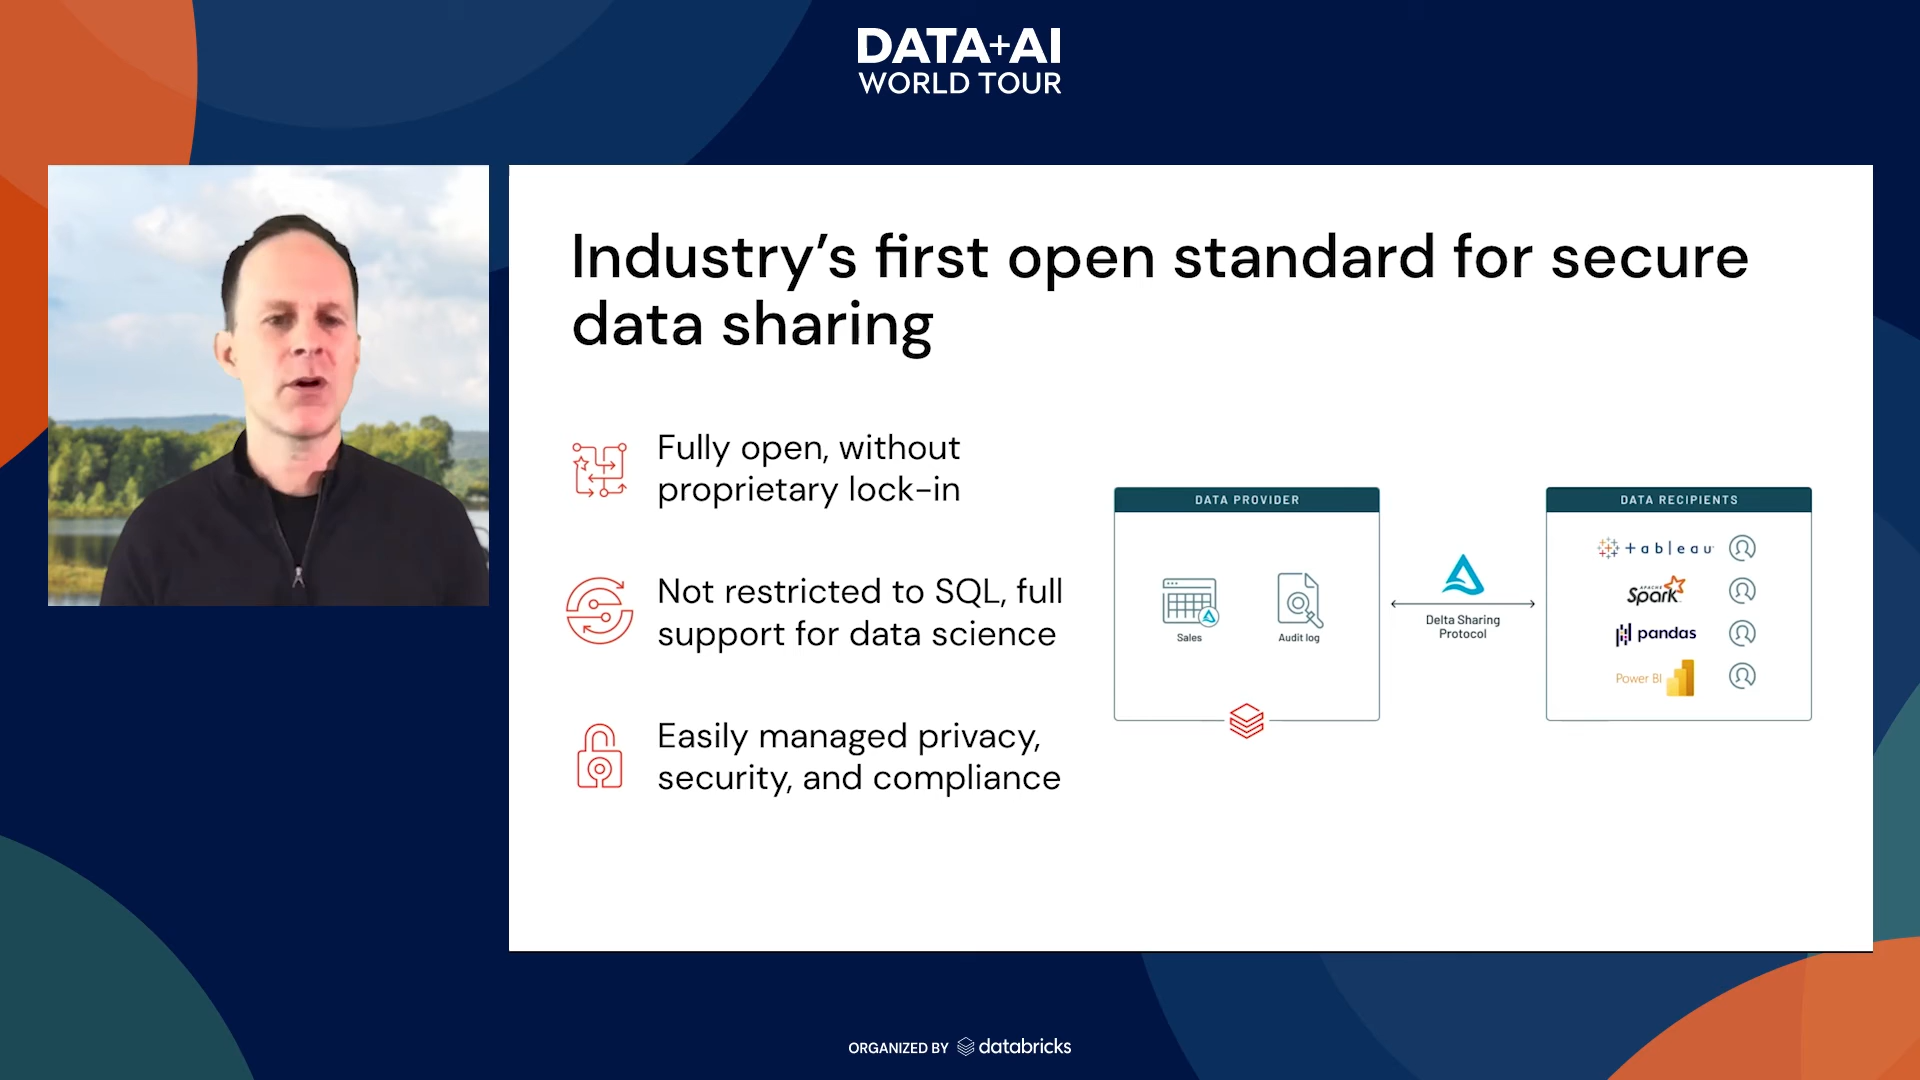 DATA+AI
WORLD TOUR
Industry’s first open standard for secure
data sharing
Fully open, without
proprietary lock-in
Not restricted to SQL, full
support for data science
Easily managed privacy,
security, and compliance
DATA PROVIDER
Sales
Audit log
Delta Sharing
Protocol
DATA RECIPIENTS
+ableau
APACHE
Spark
pandas
Power BI
ORGANIZED BY databricks